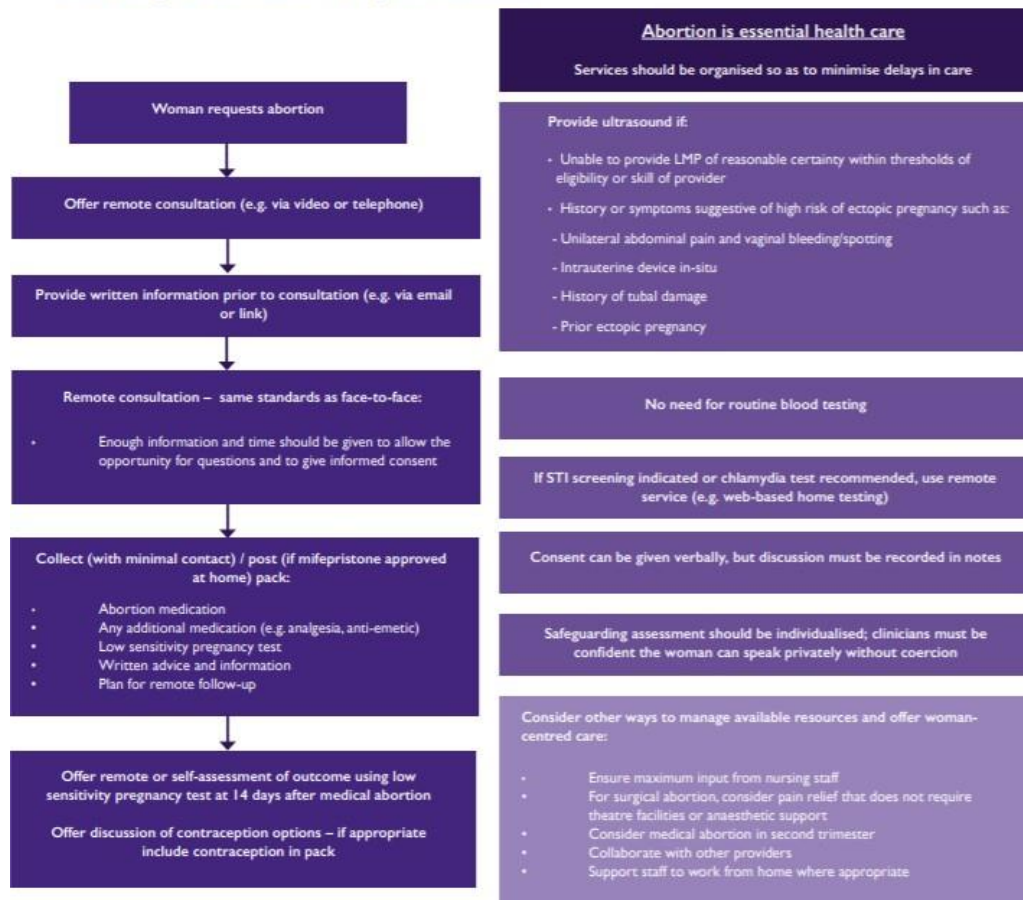 Woman requests abortion
Offer remote consultation (e.g. via video or telephone)
Provide written information prior to consultation (e.g. via email
or link)
Remote consultation – same standards as face-to-face:
• Enough information and time should be given to allow the
opportunity for questions and to give informed consent
Collect (with minimal contact) / post (if mifepristone approved
at home) pack:
• Abortion medication
• Any additional medication (e.g. analgesia, anti-emetic)
• Low sensitivity pregnancy test
• Written advice and information
• Plan for remote follow-up
Offer remote or self-assessment of outcome using low
sensitivity pregnancy test at 14 days after medical abortion
Offer discussion of contraception options – if appropriate
include contraception in pack
Abortion is essential health care
Services should be organised so as to minimise delays in care
Provide ultrasound if:
• Unable to provide LMP of reasonable certainty within thresholds of
eligibility or skill of provider
• History or symptoms suggestive of high risk of ectopic pregnancy such as:
- Unilateral abdominal pain and vaginal bleeding/spotting
- Intrauterine device in-situ
- History of tubal damage
- Prior ectopic pregnancy
No need for routine blood testing
If STI screening indicated or chlamydia test recommended, use remote
service (e.g. web-based home testing)
Consent can be given verbally, but discussion must be recorded in notes
Safeguarding assessment should be individualised; clinicians must be
confident the woman can speak privately without coercion
Consider other ways to manage available resources and offer woman-
centred care:
• Ensure maximum input from nursing staff
• For surgical abortion, consider pain relief that does not require
theatre facilities or anaesthetic support
• Consider medical abortion in second trimester
• Collaborate with other providers
• Support staff to work from home where appropriate